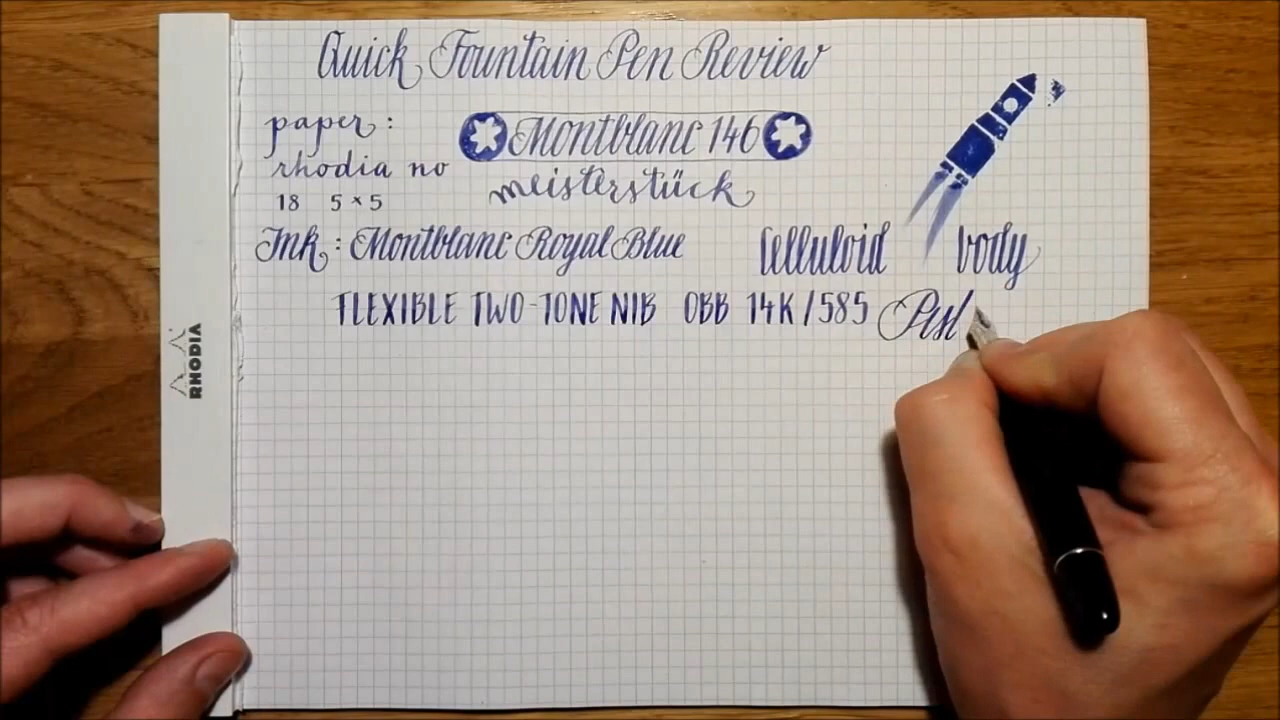 Quick Fountain Pen Review
paper:
rhodia no
18 5×5
Montblanc 146
meisterstück
Ink: Montblanc Royal Blue
Celluloid body
FLEXIBLE TWO-TONE NIB OBB 14K/585
RHODIA